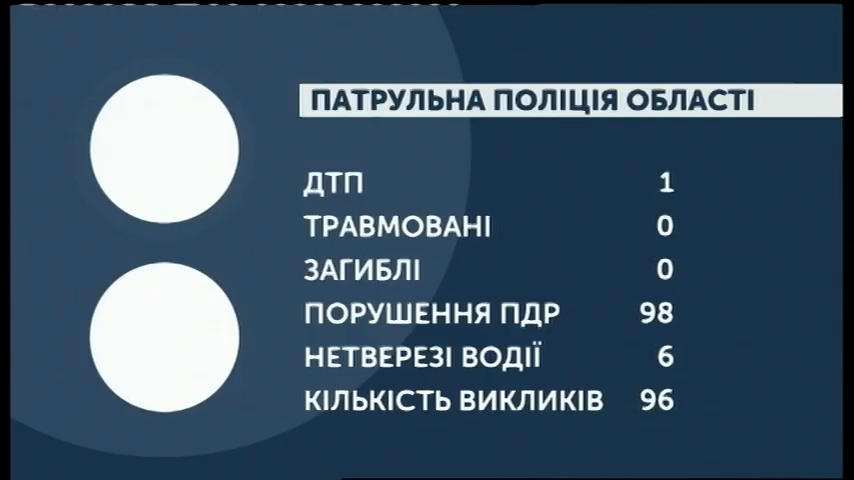 ПАТРУЛЬНА ПОЛІЦІЯ ОБЛАСТІ
ДТП 1
ТРАВМОВАНІ 0
ЗАГИБЛІ 0
ПОРУШЕННЯ ПДР 98
НЕТВЕРЕЗІ ВОДІЇ 6
КІЛЬКІСТЬ ВИКЛИКІВ 96